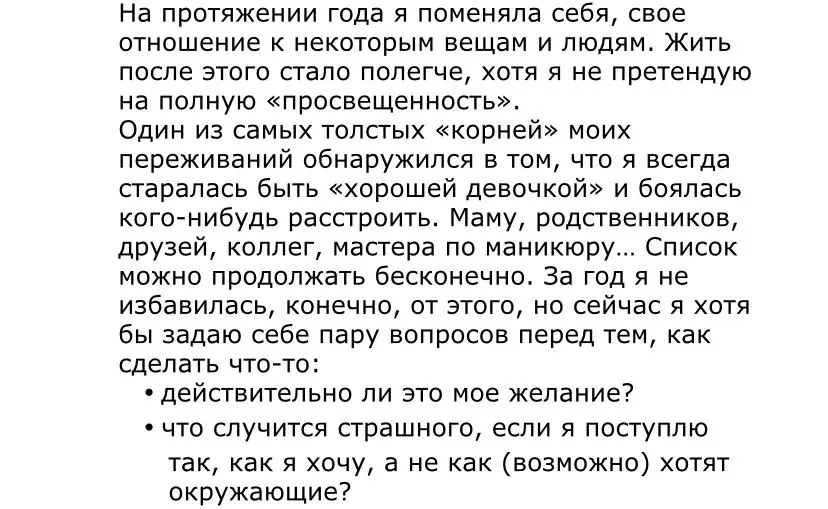 На протяжении года я поменяла себя, свое
отношение к некоторым вещам и людям. Жить
после этого стало полегче, хотя я не претендую
на полную «просвещенность».
Один из самых толстых «корней» моих
переживаний обнаружился в том, что я всегда
старалась быть «хорошей девочкой» и боялась
кого-нибудь расстроить. Маму, родственников,
друзей, коллег, мастера по маникюру... Список
можно продолжать бесконечно. За год я не
избавилась, конечно, от этого, но сейчас я хотя
бы задаю себе пару вопросов перед тем, как
сделать что-то:
• действительно ли это мое желание?
• что случится страшного, если я поступлю
так, как я хочу, а не как (возможно) хотят
окружающие?